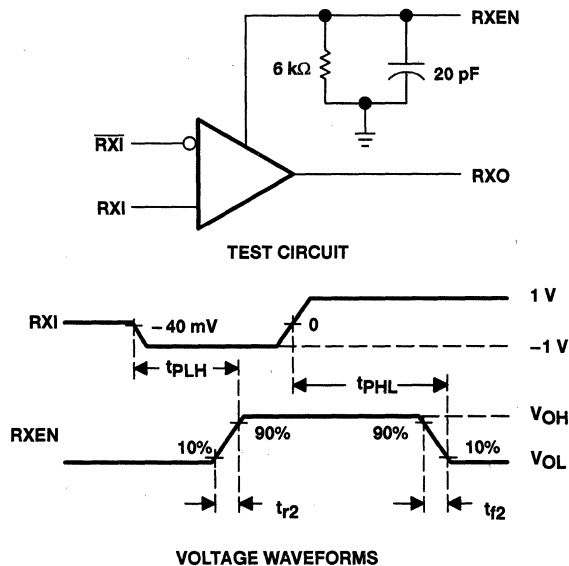 RXEN
6 kΩ
20 pF
R̅X̅I̅
RXI
RXO
TEST CIRCUIT
1 V
RXI
– 40 mV
0
–1 V
tPLH
tPHL
VOH
RXEN
10%
90%
90%
10%
VOL
tr2
tf2
VOLTAGE WAVEFORMS